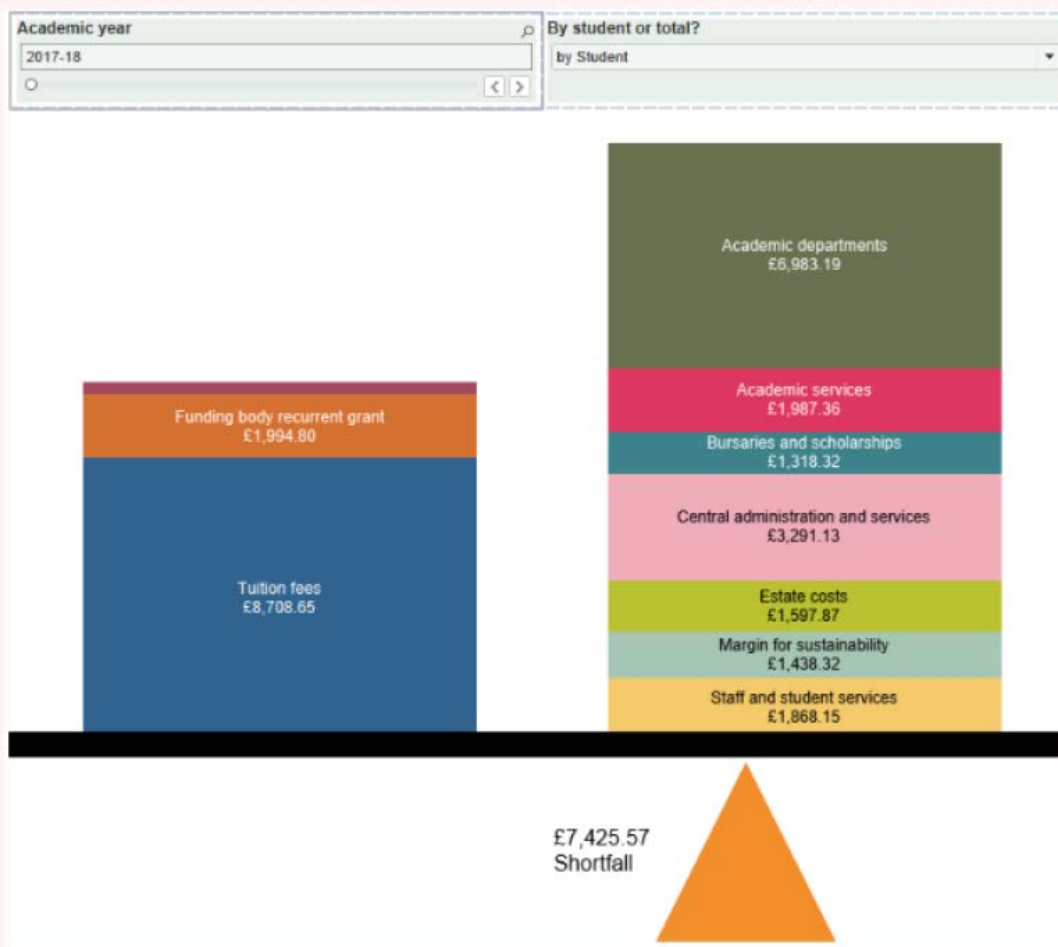 Academic year
2017-18
By student or total?
by Student
Funding body recurrent grant
£1,994.80
Tuition fees
£8,708.65
Academic departments
£6,983.19
Academic services
£1,987.36
Bursaries and scholarships
£1,318.32
Central administration and services
£3,291.13
Estate costs
£1,597.87
Margin for sustainability
£1,438.32
Staff and student services
£1,868.15
£7,425.57
Shortfall